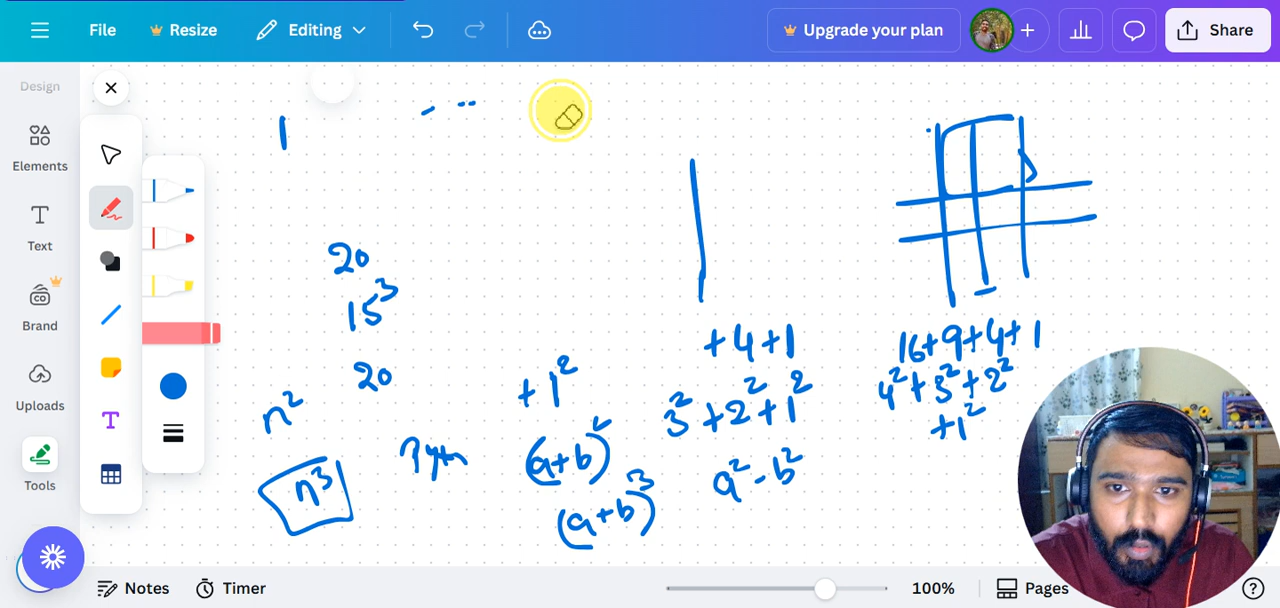 File Resize Editing Upgrade your plan Share
Design
Elements
Text
Brand
Uploads
Tools
1
20
15³
20
n²
n³
+1²
(a+b)²
(a+b)³
+4+1
3²+2²+1²
a²-b²
16+9+4+1
4²+3²+2²
+1²
Notes Timer 100% Pages